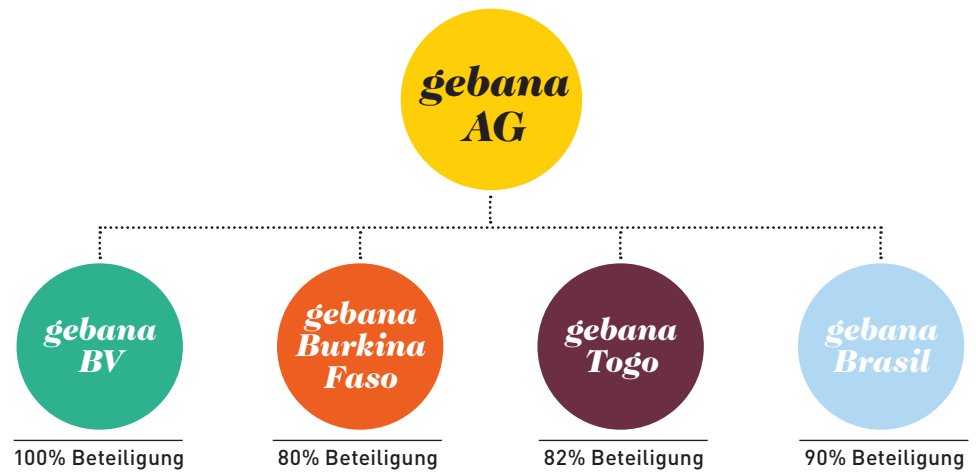 gebana
AG
gebana
BV
gebana
Burkina
Faso
gebana
Togo
gebana
Brasil
100% Beteiligung
80% Beteiligung
82% Beteiligung
90% Beteiligung